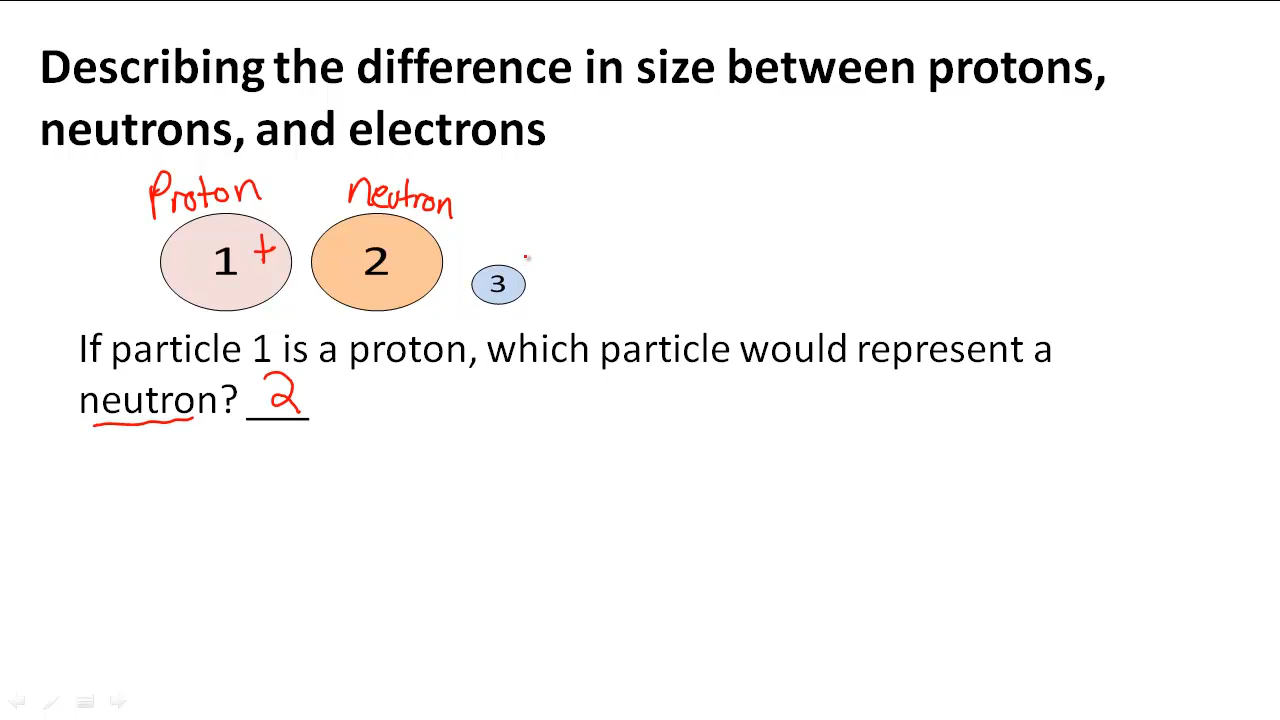 Describing the difference in size between protons,
neutrons, and electrons
Proton neutron
1 + 2 3
If particle 1 is a proton, which particle would represent a
neutron? 2